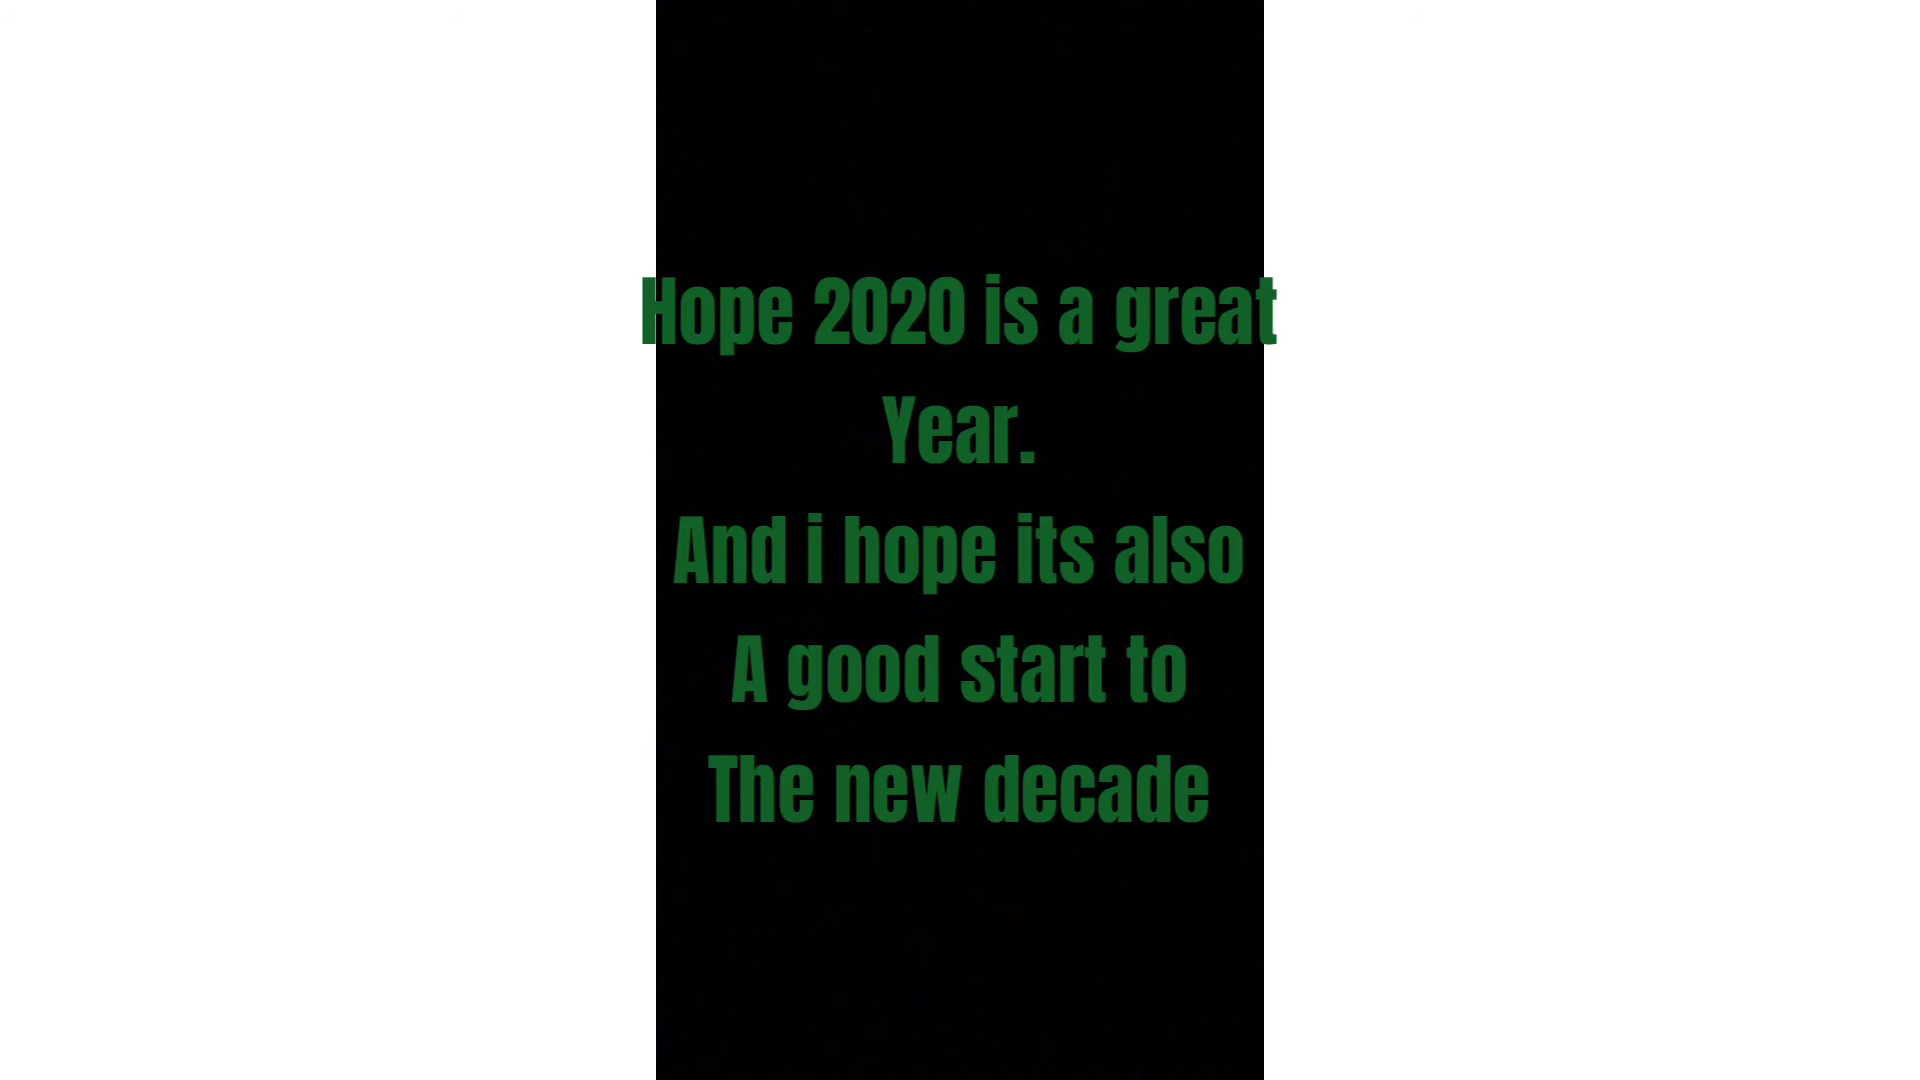 Hope 2020 is a great
Year.
And i hope its also
A good start to
The new decade